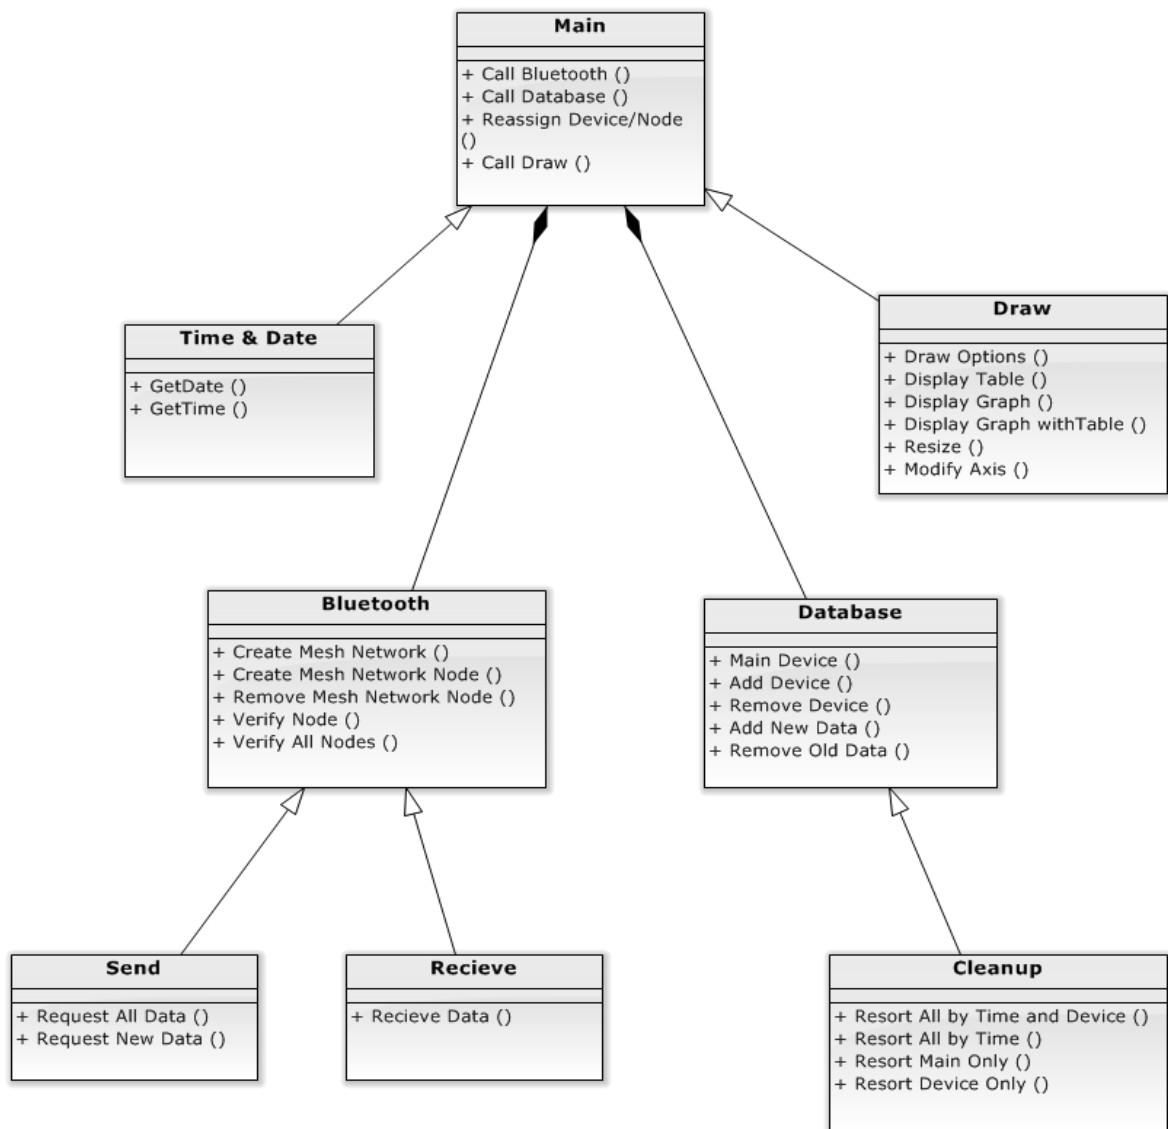 Main
+ Call Bluetooth ()
+ Call Database ()
+ Reassign Device/Node
()
+ Call Draw ()
Time & Date
+ GetDate ()
+ GetTime ()
Draw
+ Draw Options ()
+ Display Table ()
+ Display Graph ()
+ Display Graph withTable ()
+ Resize ()
+ Modify Axis ()
Bluetooth
+ Create Mesh Network ()
+ Create Mesh Network Node ()
+ Remove Mesh Network Node ()
+ Verify Node ()
+ Verify All Nodes ()
Database
+ Main Device ()
+ Add Device ()
+ Remove Device ()
+ Add New Data ()
+ Remove Old Data ()
Send
+ Request All Data ()
+ Request New Data ()
Recieve
+ Recieve Data ()
Cleanup
+ Resort All by Time and Device ()
+ Resort All by Time ()
+ Resort Main Only ()
+ Resort Device Only ()